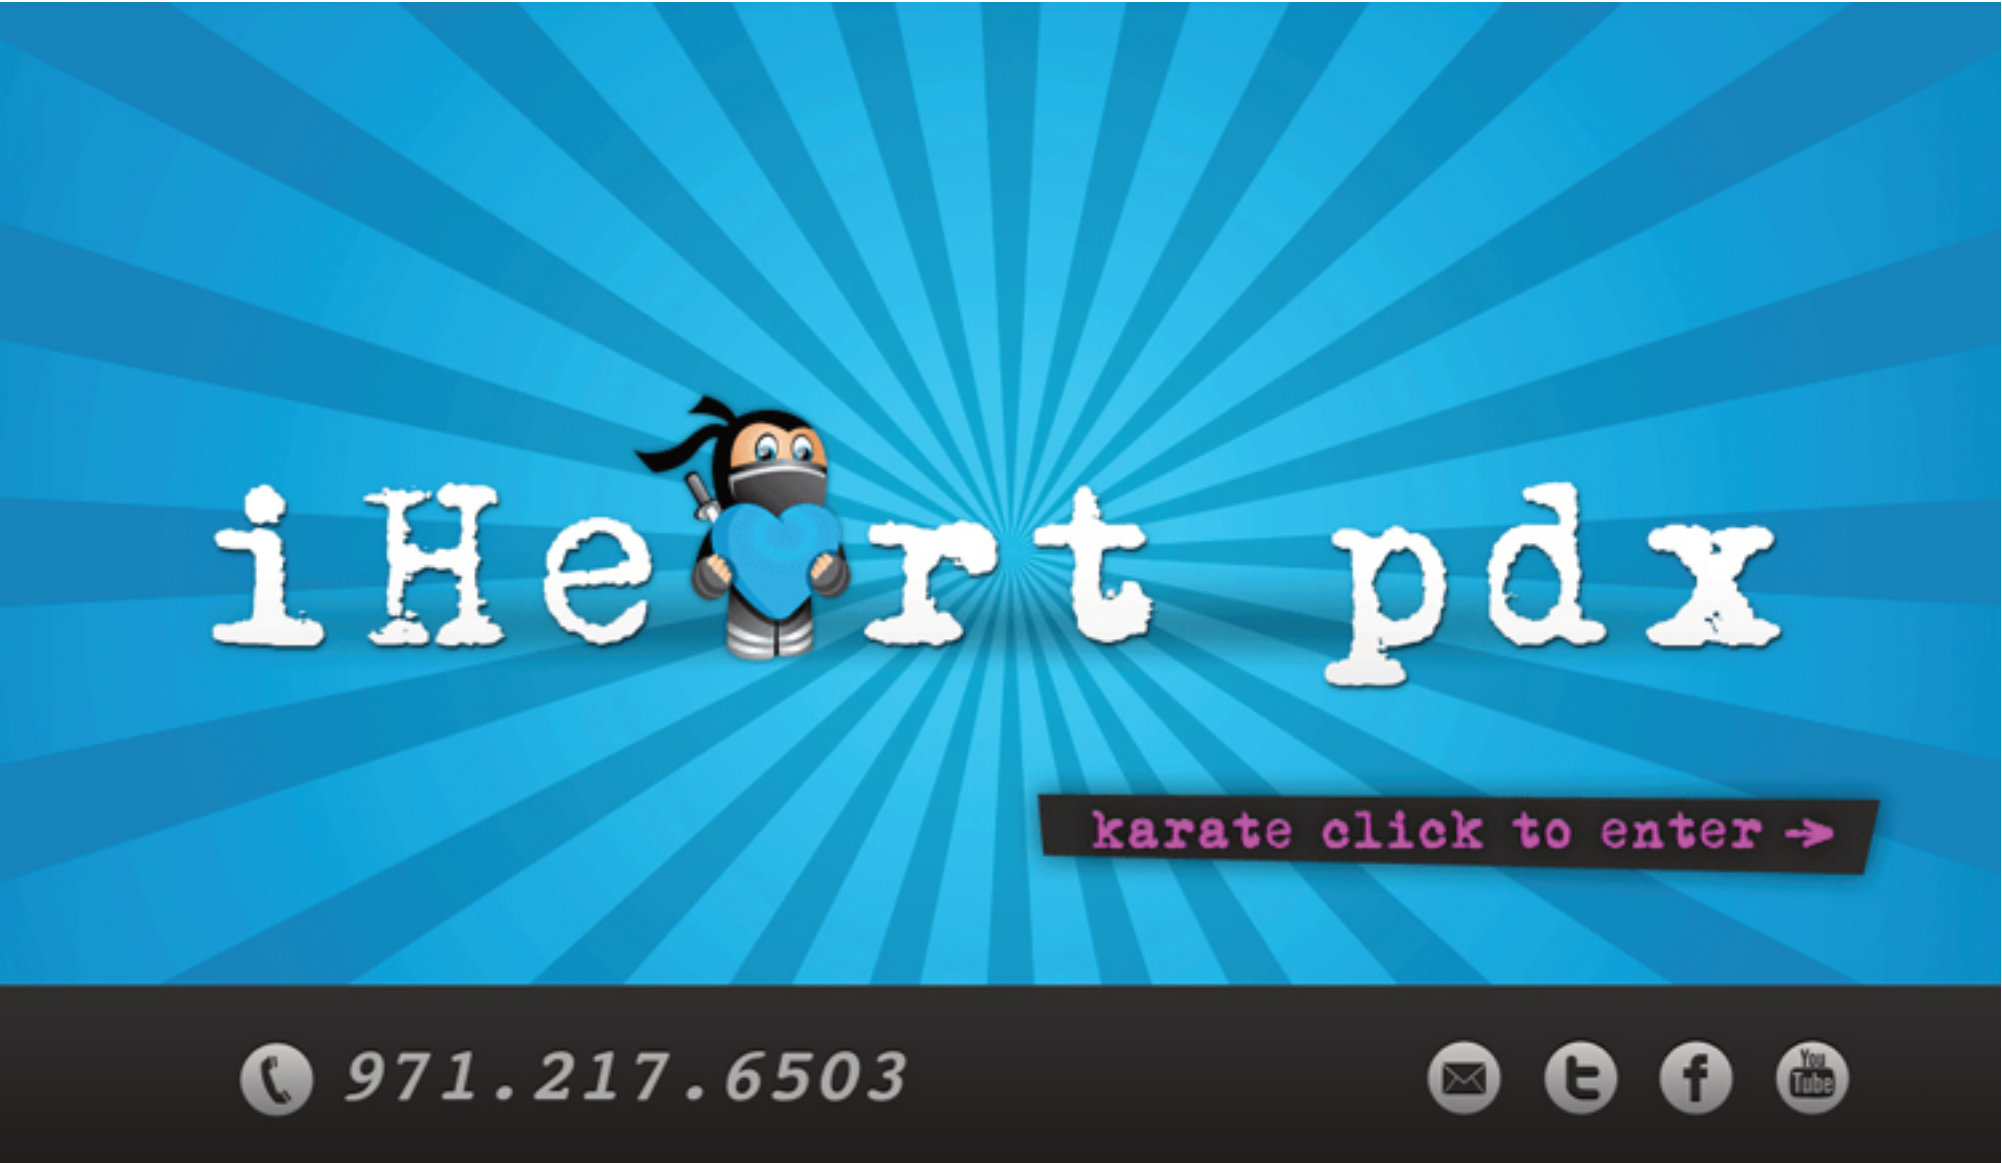 iHe rt pdx
karate click to enter →
971.217.6503
You
Tube